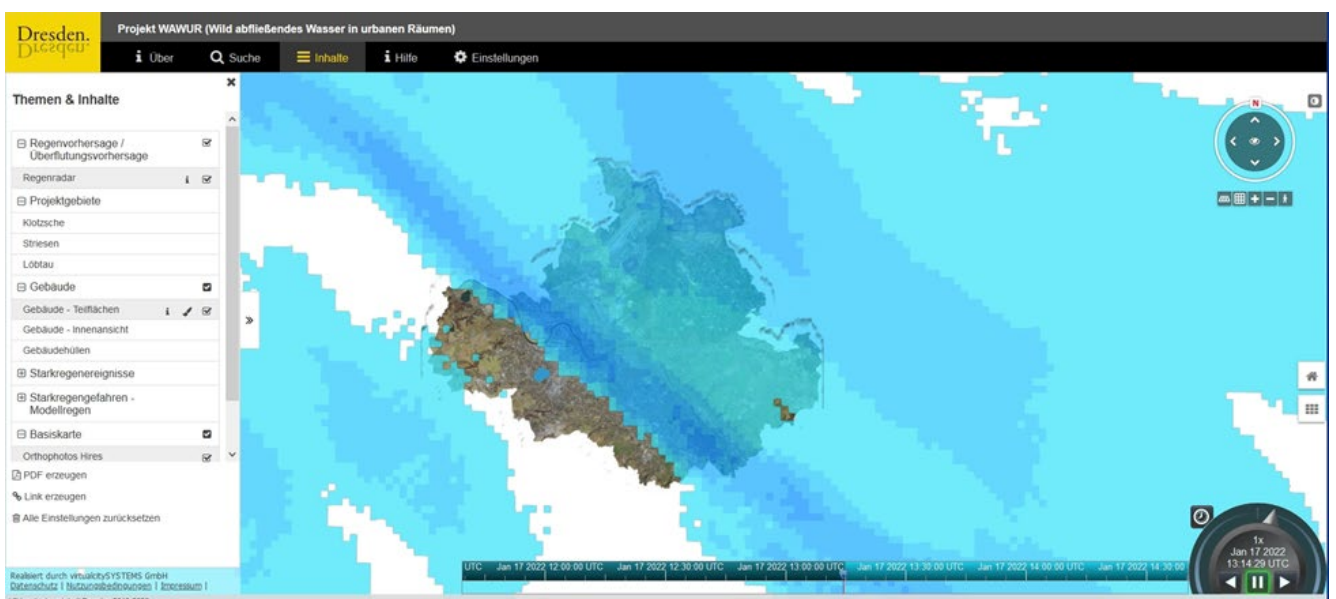 Dresden.
Dresden.
Projekt WAWUR (Wild abfließendes Wasser in urbanen Räumen)
Über
Suche
Inhalte
Hilfe
Einstellungen
Themen & Inhalte
Regenvorhersage /
Überflutungsvorhersage
Regenradar
Projektgebiete
Klotzsche
Striesen
Löbtau
Gebäude
Gebäude - Teilflächen
Gebäude - Innenansicht
Gebäudehüllen
Starkregenereignisse
Starkregengefahren -
Modellregen
Basiskarte
Orthophotos Hires
PDF erzeugen
Link erzeugen
Alle Einstellungen zurücksetzen
Realisiert durch virtualcitySYSTEMS GmbH
Datenschutz | Nutzungsbedingungen | Impressum |
N
UTC Jan 17 2022 12:00:00 UTC Jan 17 2022 12:30:00 UTC Jan 17 2022 13:00:00 UTC Jan 17 2022 13:30:00 UTC Jan 17 2022 14:00:00 UTC Jan 17 2022 14:30:00
1x
Jan 17 2022
13:14:29 UTC